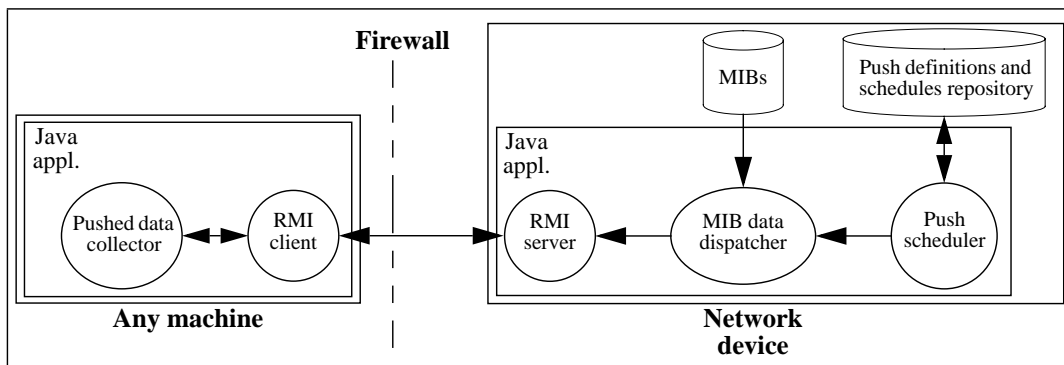 Firewall
MIBs
Push definitions and
schedules repository
Java
appl.
Pushed data
collector
RMI
client
Java
appl.
RMI
server
MIB data
dispatcher
Push
scheduler
Any machine
Network
device